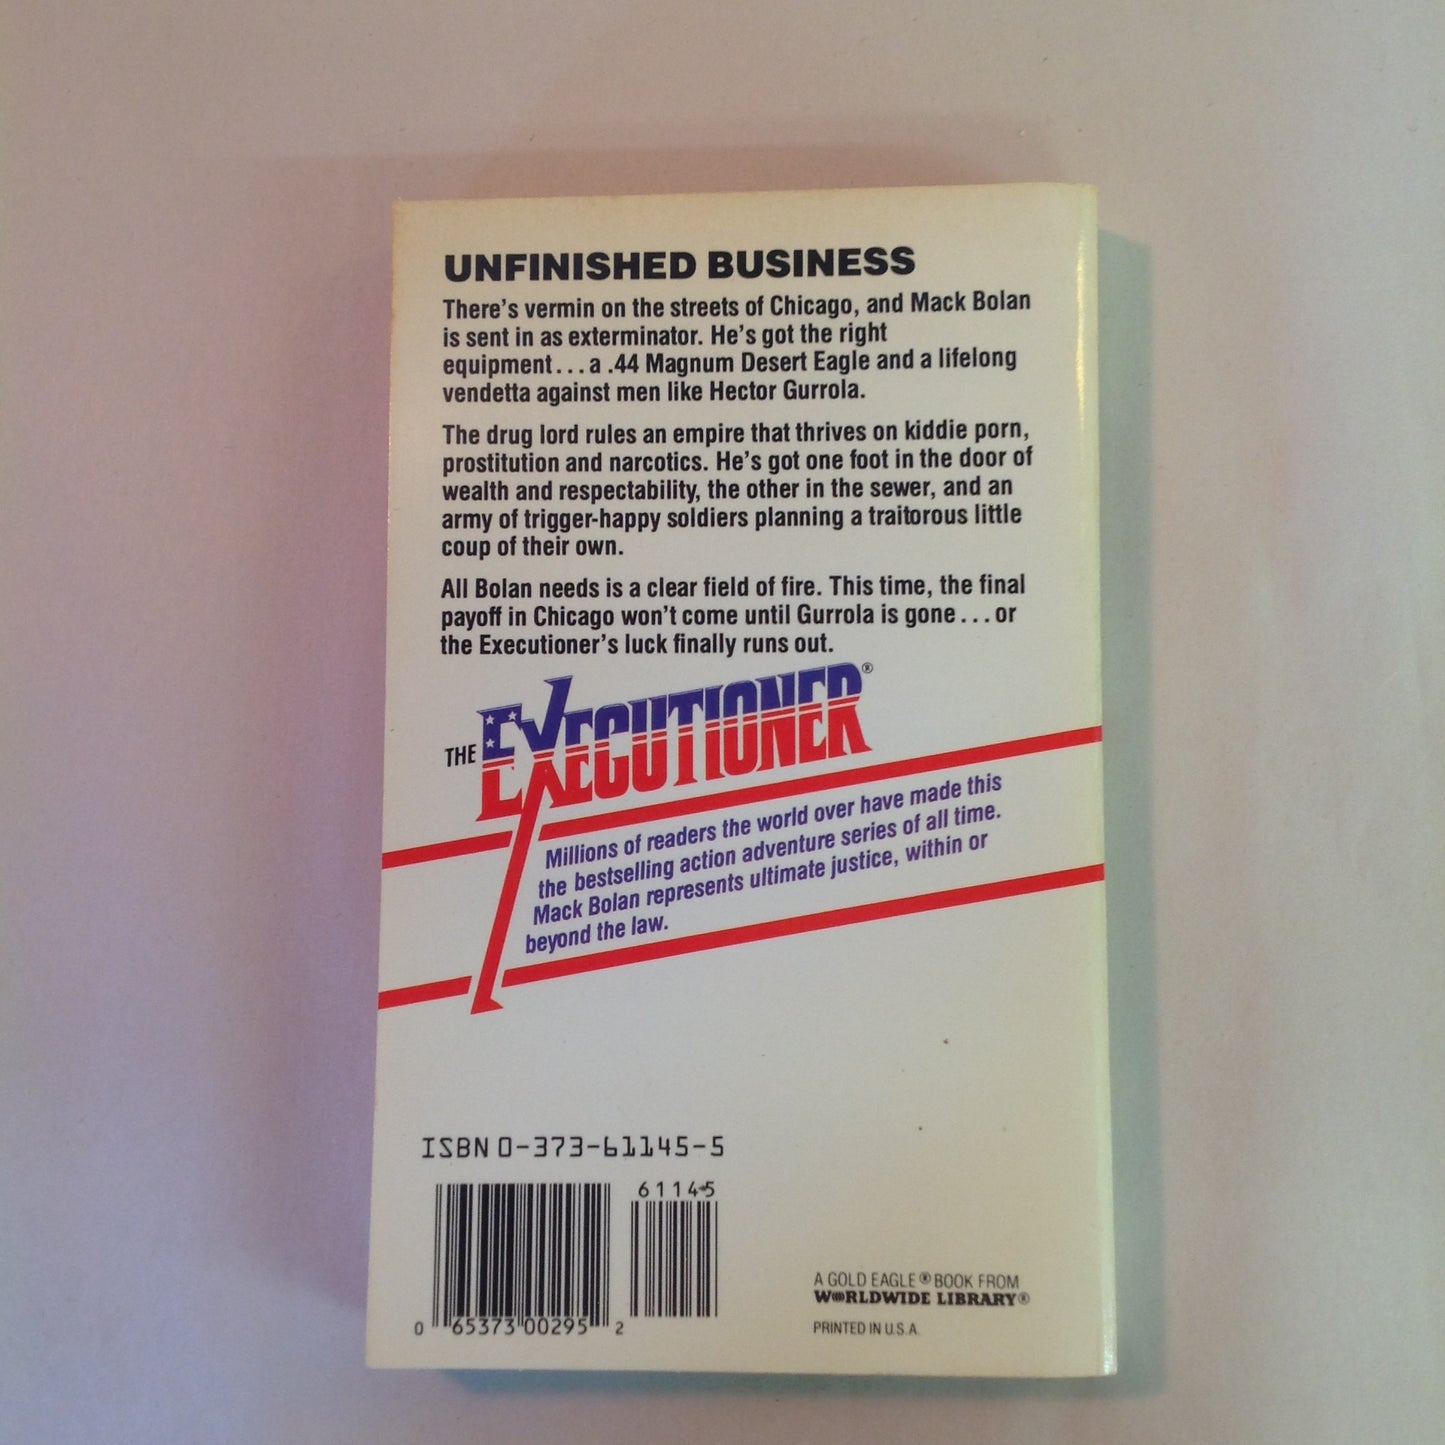 UNFINISHED BUSINESS
There's vermin on the streets of Chicago, and Mack Bolan
is sent in as exterminator. He's got the right
equipment...a .44 Magnum Desert Eagle and a lifelong
vendetta against men like Hector Gurrola.
The drug lord rules an empire that thrives on kiddie porn,
prostitution and narcotics. He's got one foot in the door of
wealth and respectability, the other in the sewer, and an
army of trigger-happy soldiers planning a traitorous little
coup of their own.
All Bolan needs is a clear field of fire. This time, the final
payoff in Chicago won't come until Gurrola is gone...or
the Executioner's luck finally runs out.
THE EXECUTIONER®
Millions of readers the world over have made this
the bestselling action adventure series of all time.
Mack Bolan represents ultimate justice, within or
beyond the law.
ISBN 0-373-61145-5
61145
0 65373 00295 2
A GOLD EAGLE® BOOK FROM
WORLDWIDE LIBRARY®
PRINTED IN U.S.A.